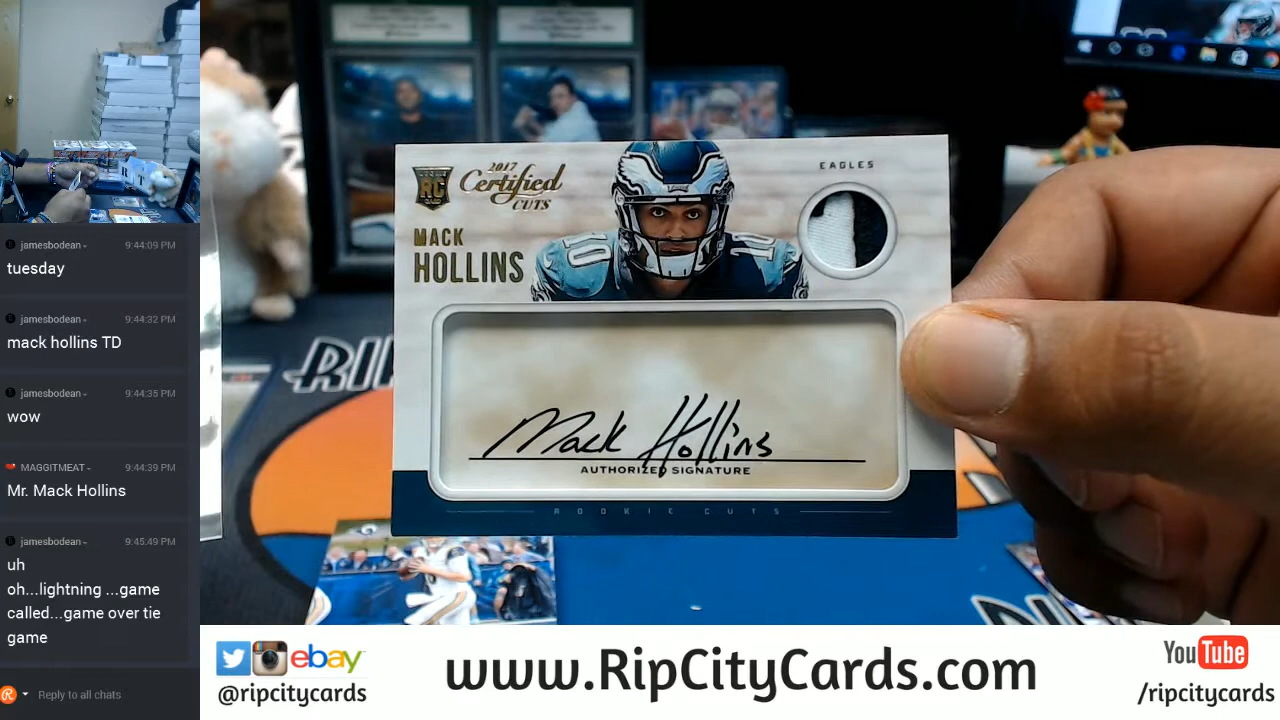 jamesbodean
9:44:09 PM
tuesday
jamesbodean
9:44:32 PM
mack hollins TD
jamesbodean
9:44:35 PM
wow
MAGGITMEAT
9:44:39 PM
Mr. Mack Hollins
jamesbodean
9:45:49 PM
uh
oh...lightning ...game
called...game over tie
game
Reply to all chats
RC
2017
Certified
CUTS
EAGLES
MACK
HOLLINS
10
10
Mack Hollins
AUTHORIZED SIGNATURE
ROOKIE CUTS
RIP
ebay
@ripcitycards
www.RipCityCards.com
YouTube
/ripcitycards